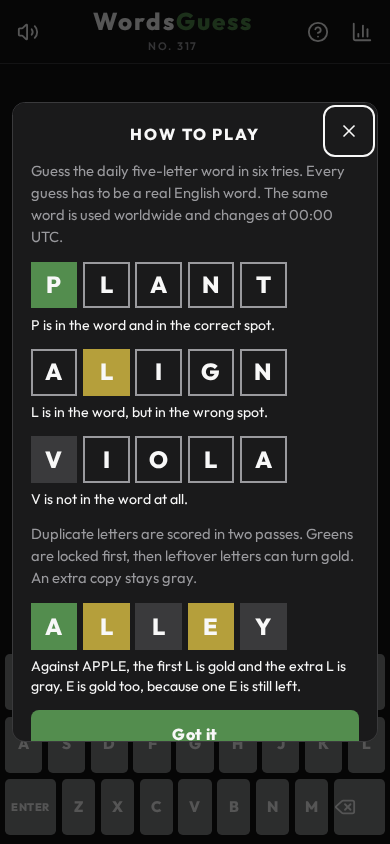 WordsGuess
NO. 317
HOW TO PLAY
Guess the daily five-letter word in six tries. Every
guess has to be a real English word. The same
word is used worldwide and changes at 00:00
UTC.
P L A N T
P is in the word and in the correct spot.
A L I G N
L is in the word, but in the wrong spot.
V I O L A
V is not in the word at all.
Duplicate letters are scored in two passes. Greens
are locked first, then leftover letters can turn gold.
An extra copy stays gray.
A L L E Y
Against APPLE, the first L is gold and the extra L is
gray. E is gold too, because one E is still left.
Got it
A S D F G H J K L
ENTER Z X C V B N M